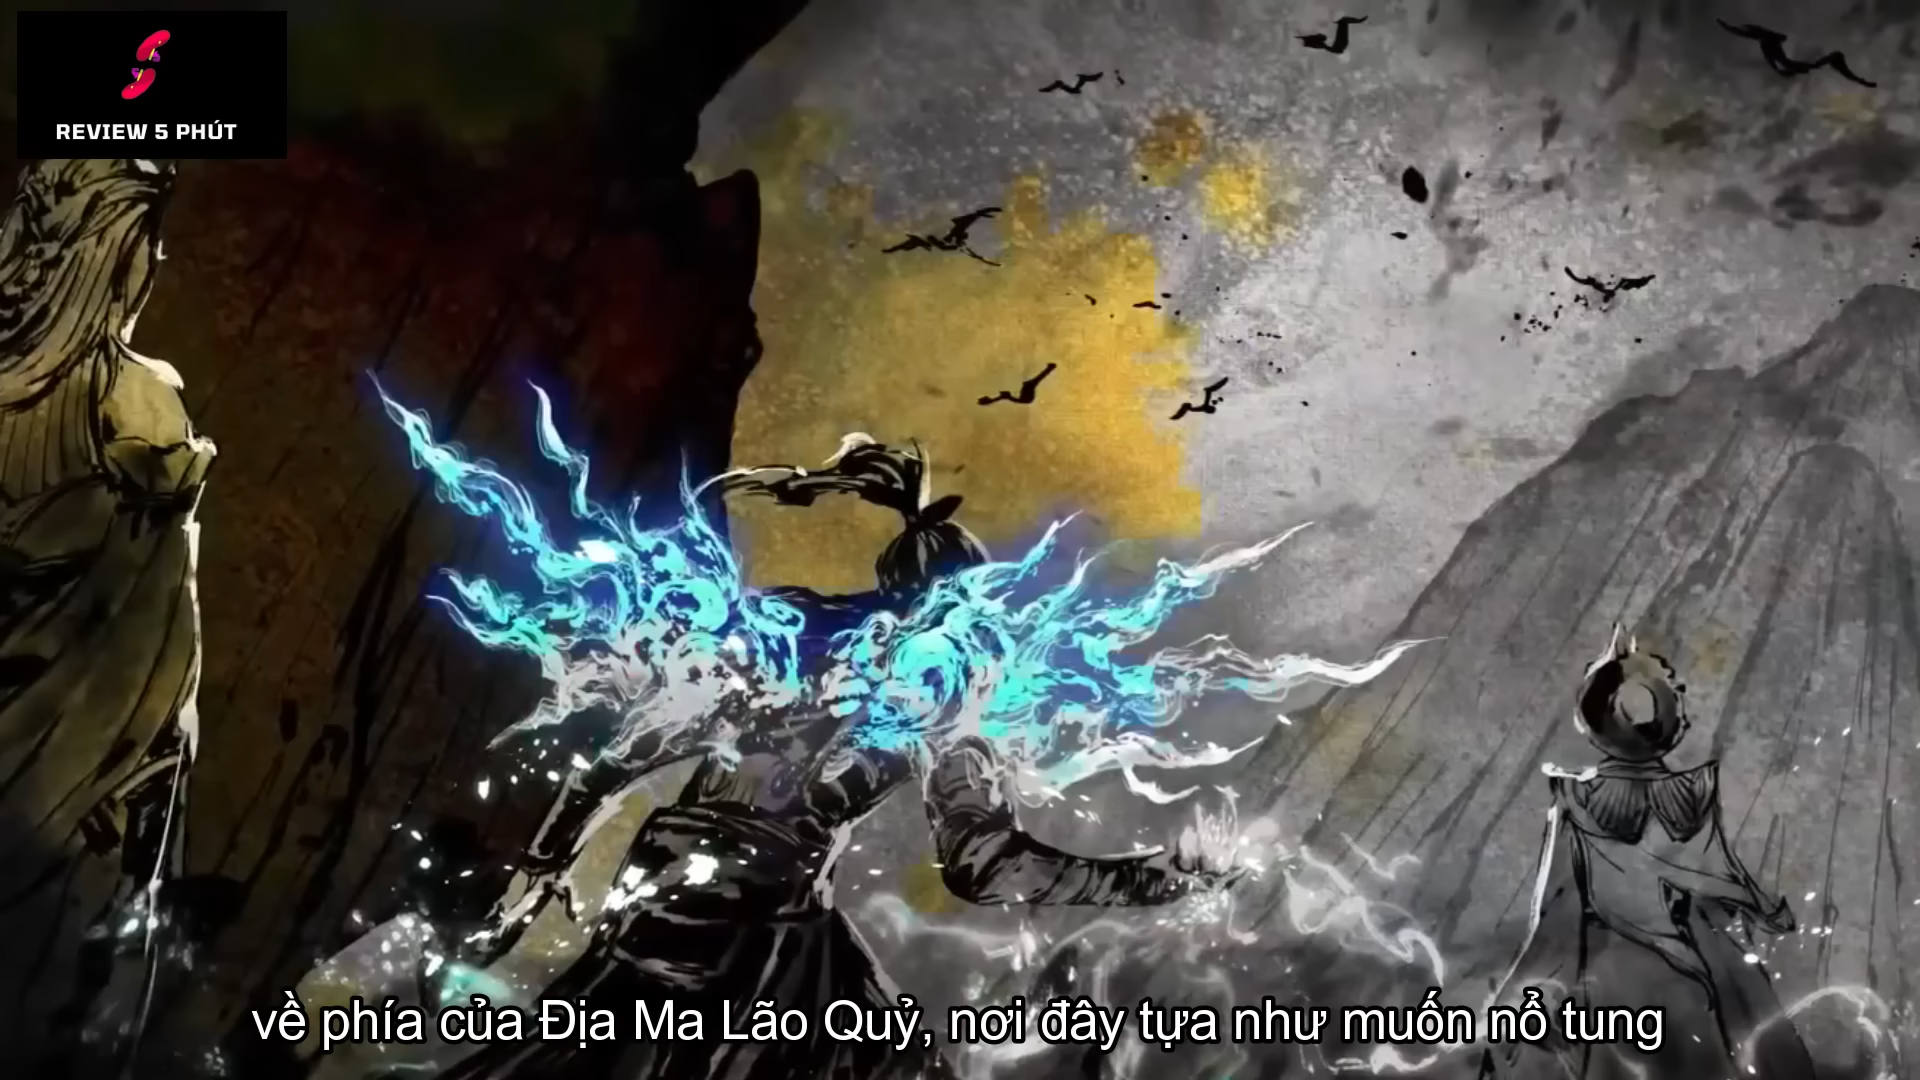 REVIEW 5 PHÚT
về phía của Địa Ma Lão Quỷ, nơi đây tựa như muốn nổ tung